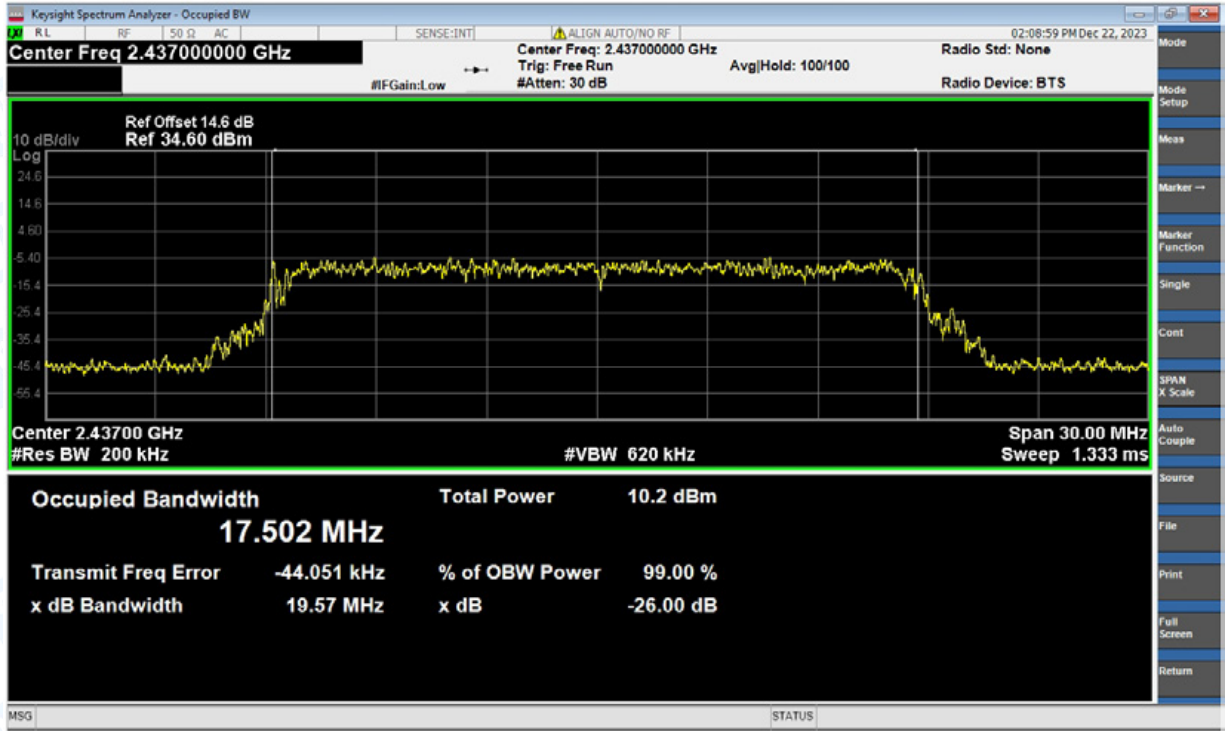 Keysight Spectrum Analyzer - Occupied BW
RL RF 50 Ω AC SENSE:INT ALIGN AUTO/NO RF 02:08:59 PM Dec 22, 2023
Center Freq 2.437000000 GHz
Center Freq: 2.437000000 GHz
Radio Std: None
Trig: Free Run
Avg|Hold: 100/100
#IFGain:Low
#Atten: 30 dB
Radio Device: BTS
Ref Offset 14.6 dB
10 dB/div
Ref 34.60 dBm
Log
24.6
14.6
4.60
-5.40
-15.4
-25.4
-35.4
-45.4
-55.4
Center 2.43700 GHz
Span 30.00 MHz
#Res BW 200 kHz
#VBW 620 kHz
Sweep 1.333 ms
Occupied Bandwidth
17.502 MHz
Total Power 10.2 dBm
Transmit Freq Error -44.051 kHz
% of OBW Power 99.00 %
x dB Bandwidth 19.57 MHz
x dB -26.00 dB
MSG
STATUS
Mode
Mode
Setup
Meas
Marker →
Marker
Function
Single
Cont
SPAN
X Scale
Auto
Couple
Source
File
Print
Full
Screen
Return